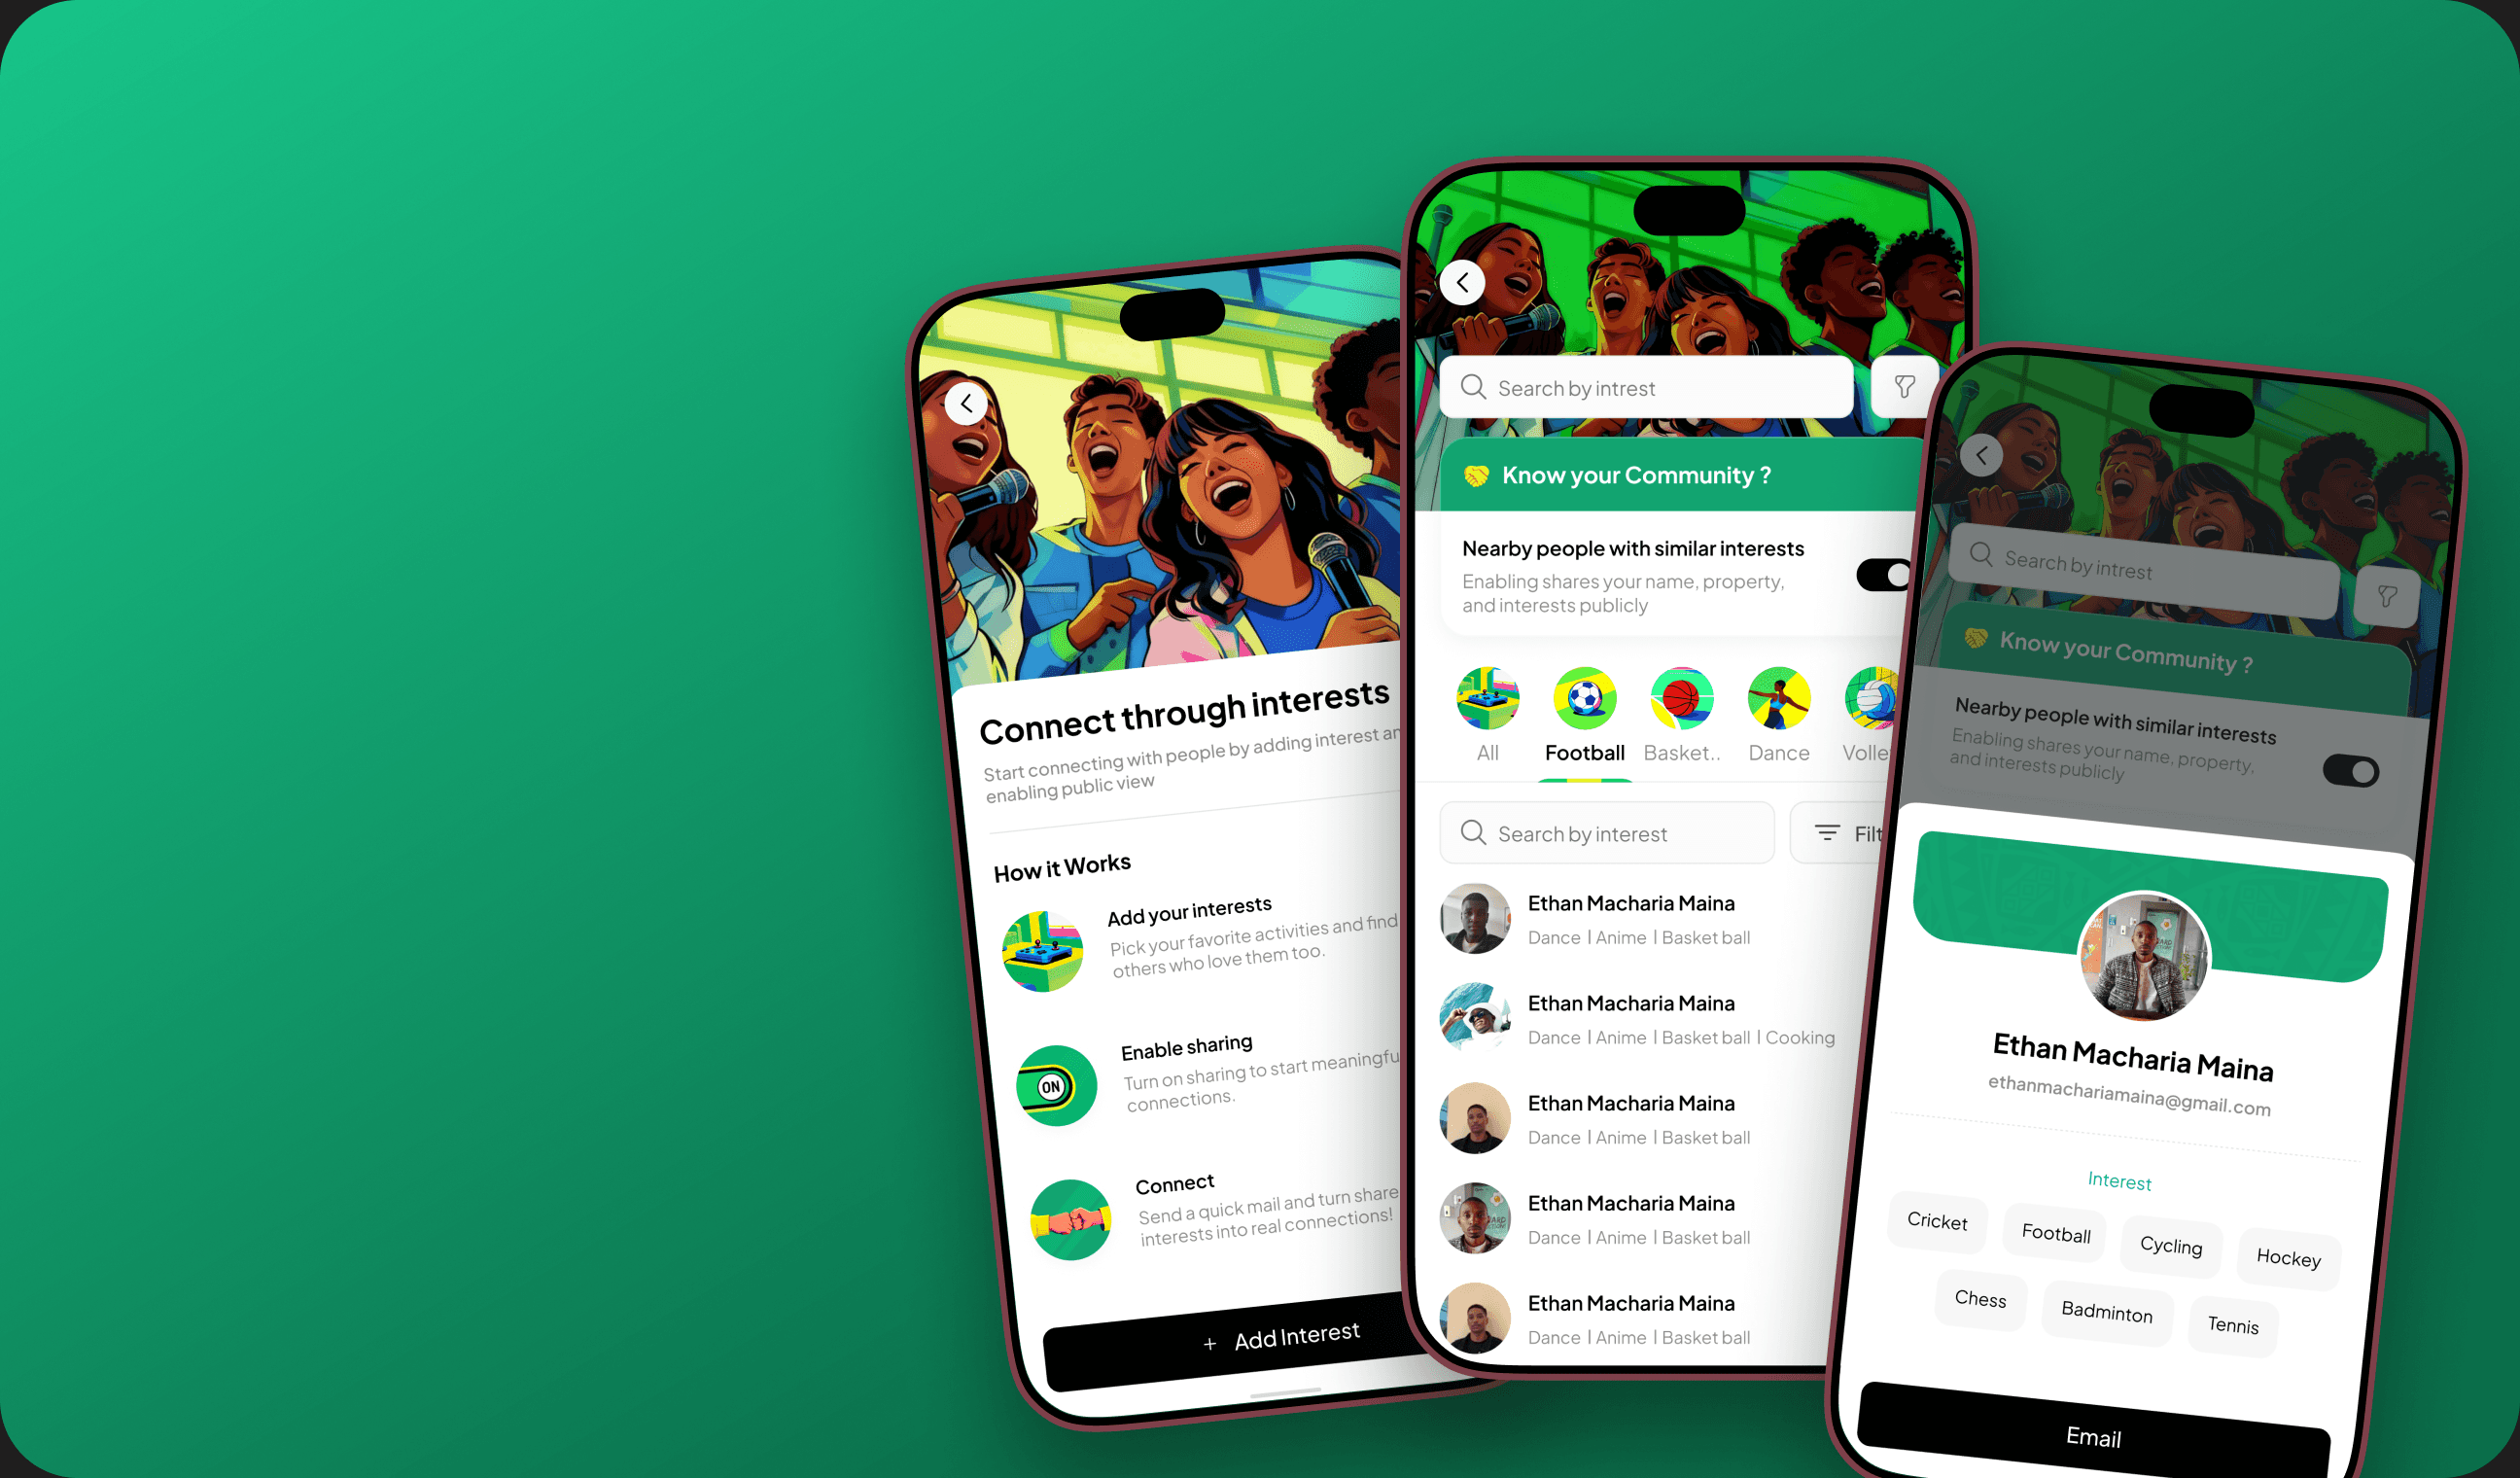 Connect through interests
Start connecting with people by adding interest
enabling public view
How it Works
Add your interests
Pick your favorite activities and find
others who love them too.
ON
Enable sharing
Turn on sharing to start
connections.
Connect
Send a quick mail and turn
interests into real connections!
+ Add Interest
Search by intrest
Know your Community ?
Nearby people with similar interests
Enabling shares your name, property,
and interests publicly
All
Football
Basket..
Dance
Search by interest
Ethan Macharia Maina
Dance | Anime | Basket ball
Ethan Macharia Maina
Dance | Anime | Basket ball | Cooking
Ethan Macharia Maina
Dance | Anime | Basket ball
Ethan Macharia Maina
Dance | Anime | Basket ball
Ethan Macharia Maina
Dance | Anime | Basket ball
Search by intrest
Know your Community ?
Nearby people with similar interests
Enabling shares your name, property,
and interests publicly
Ethan Macharia Maina
ethanmachariamaina@gmail.com
Interest
Cricket
Football
Cycling
Hockey
Chess
Badminton
Tennis
Email